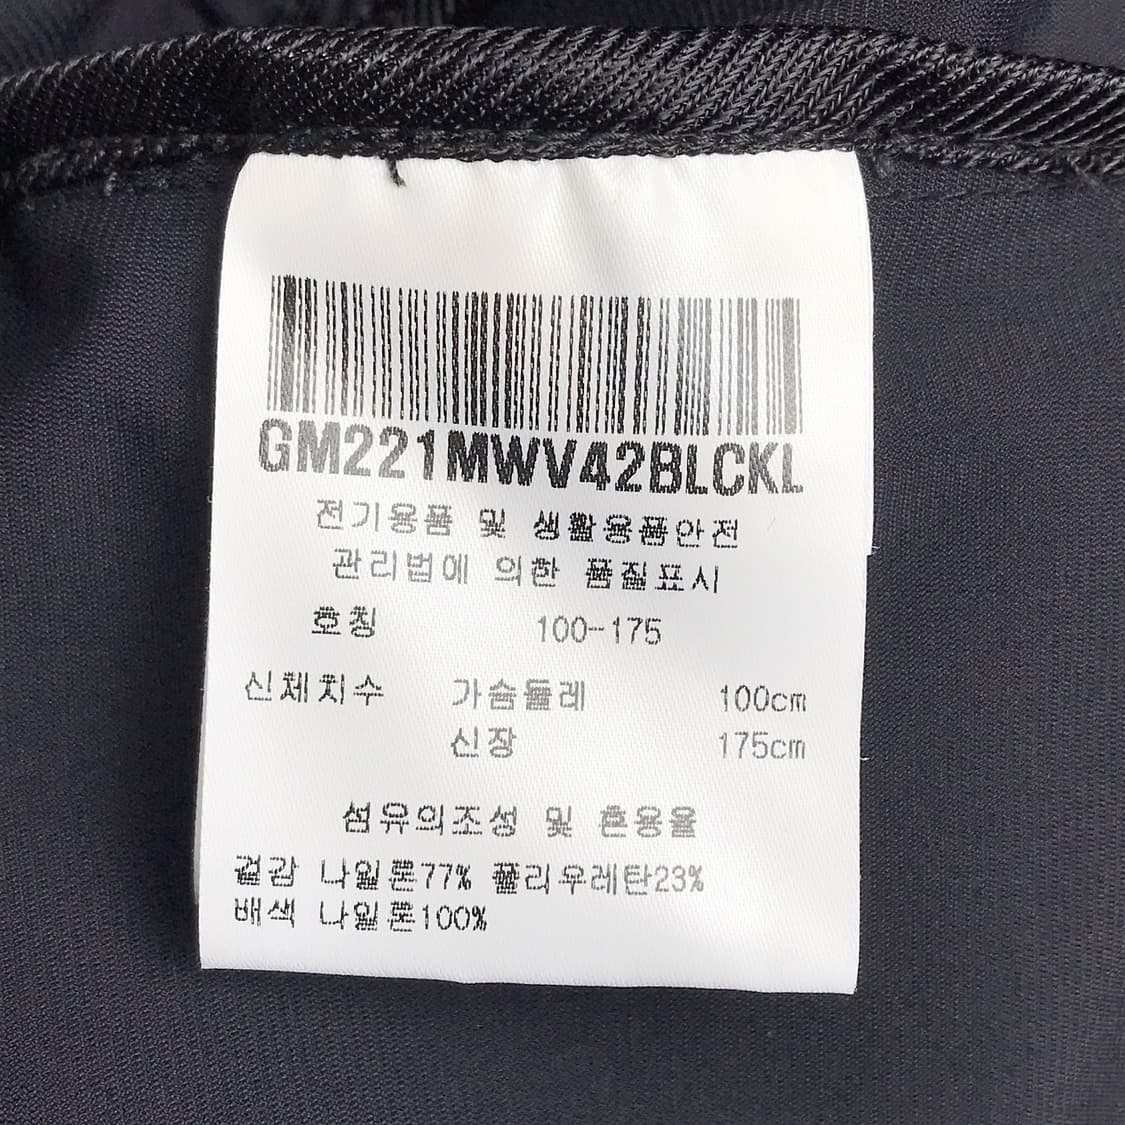 GM221MWV42BLCKL
전기용품 및 생활용품안전
관리법에 의한 품질표시
호칭 100-175
신체치수 가슴둘레 100cm
신장 175cm
섬유의조성 및 혼용율
겉감 나일론77% 폴리우레탄23%
배색 나일론100%